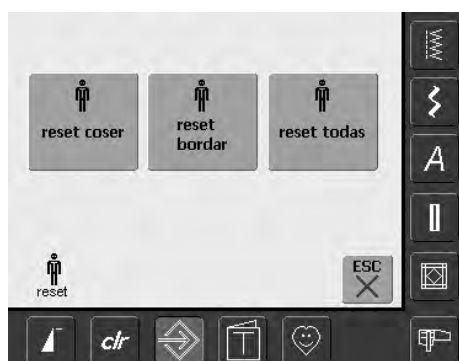 reset coser
reset
bordar
reset todas
reset
ESC
A
clr